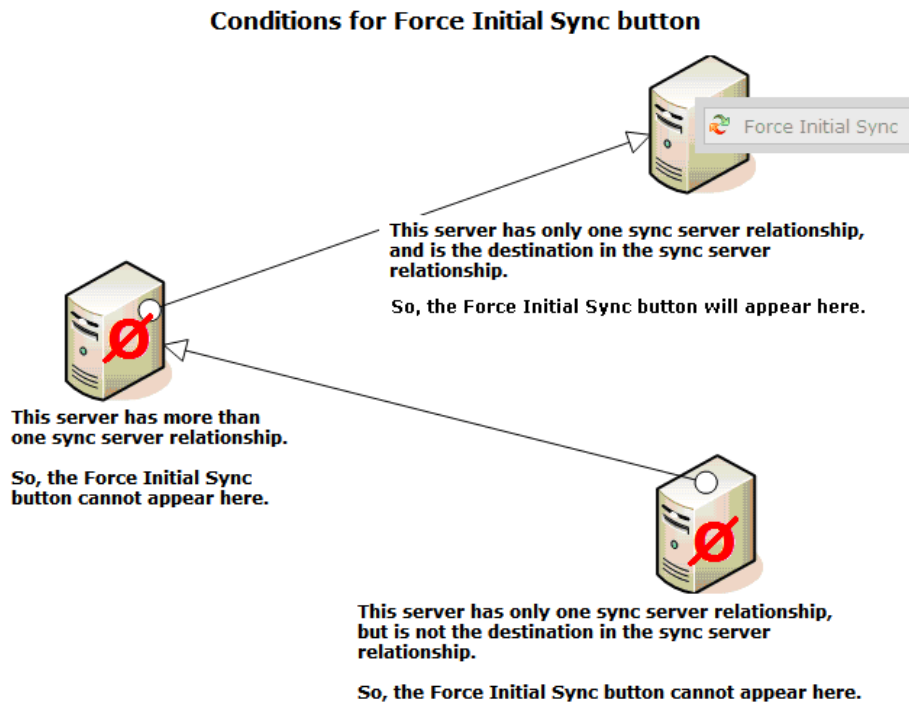 Conditions for Force Initial Sync button
Force Initial Sync
This server has only one sync server relationship,
and is the destination in the sync server
relationship.
So, the Force Initial Sync button will appear here.
This server has more than
one sync server relationship.
So, the Force Initial Sync
button cannot appear here.
This server has only one sync server relationship,
but is not the destination in the sync server
relationship.
So, the Force Initial Sync button cannot appear here.